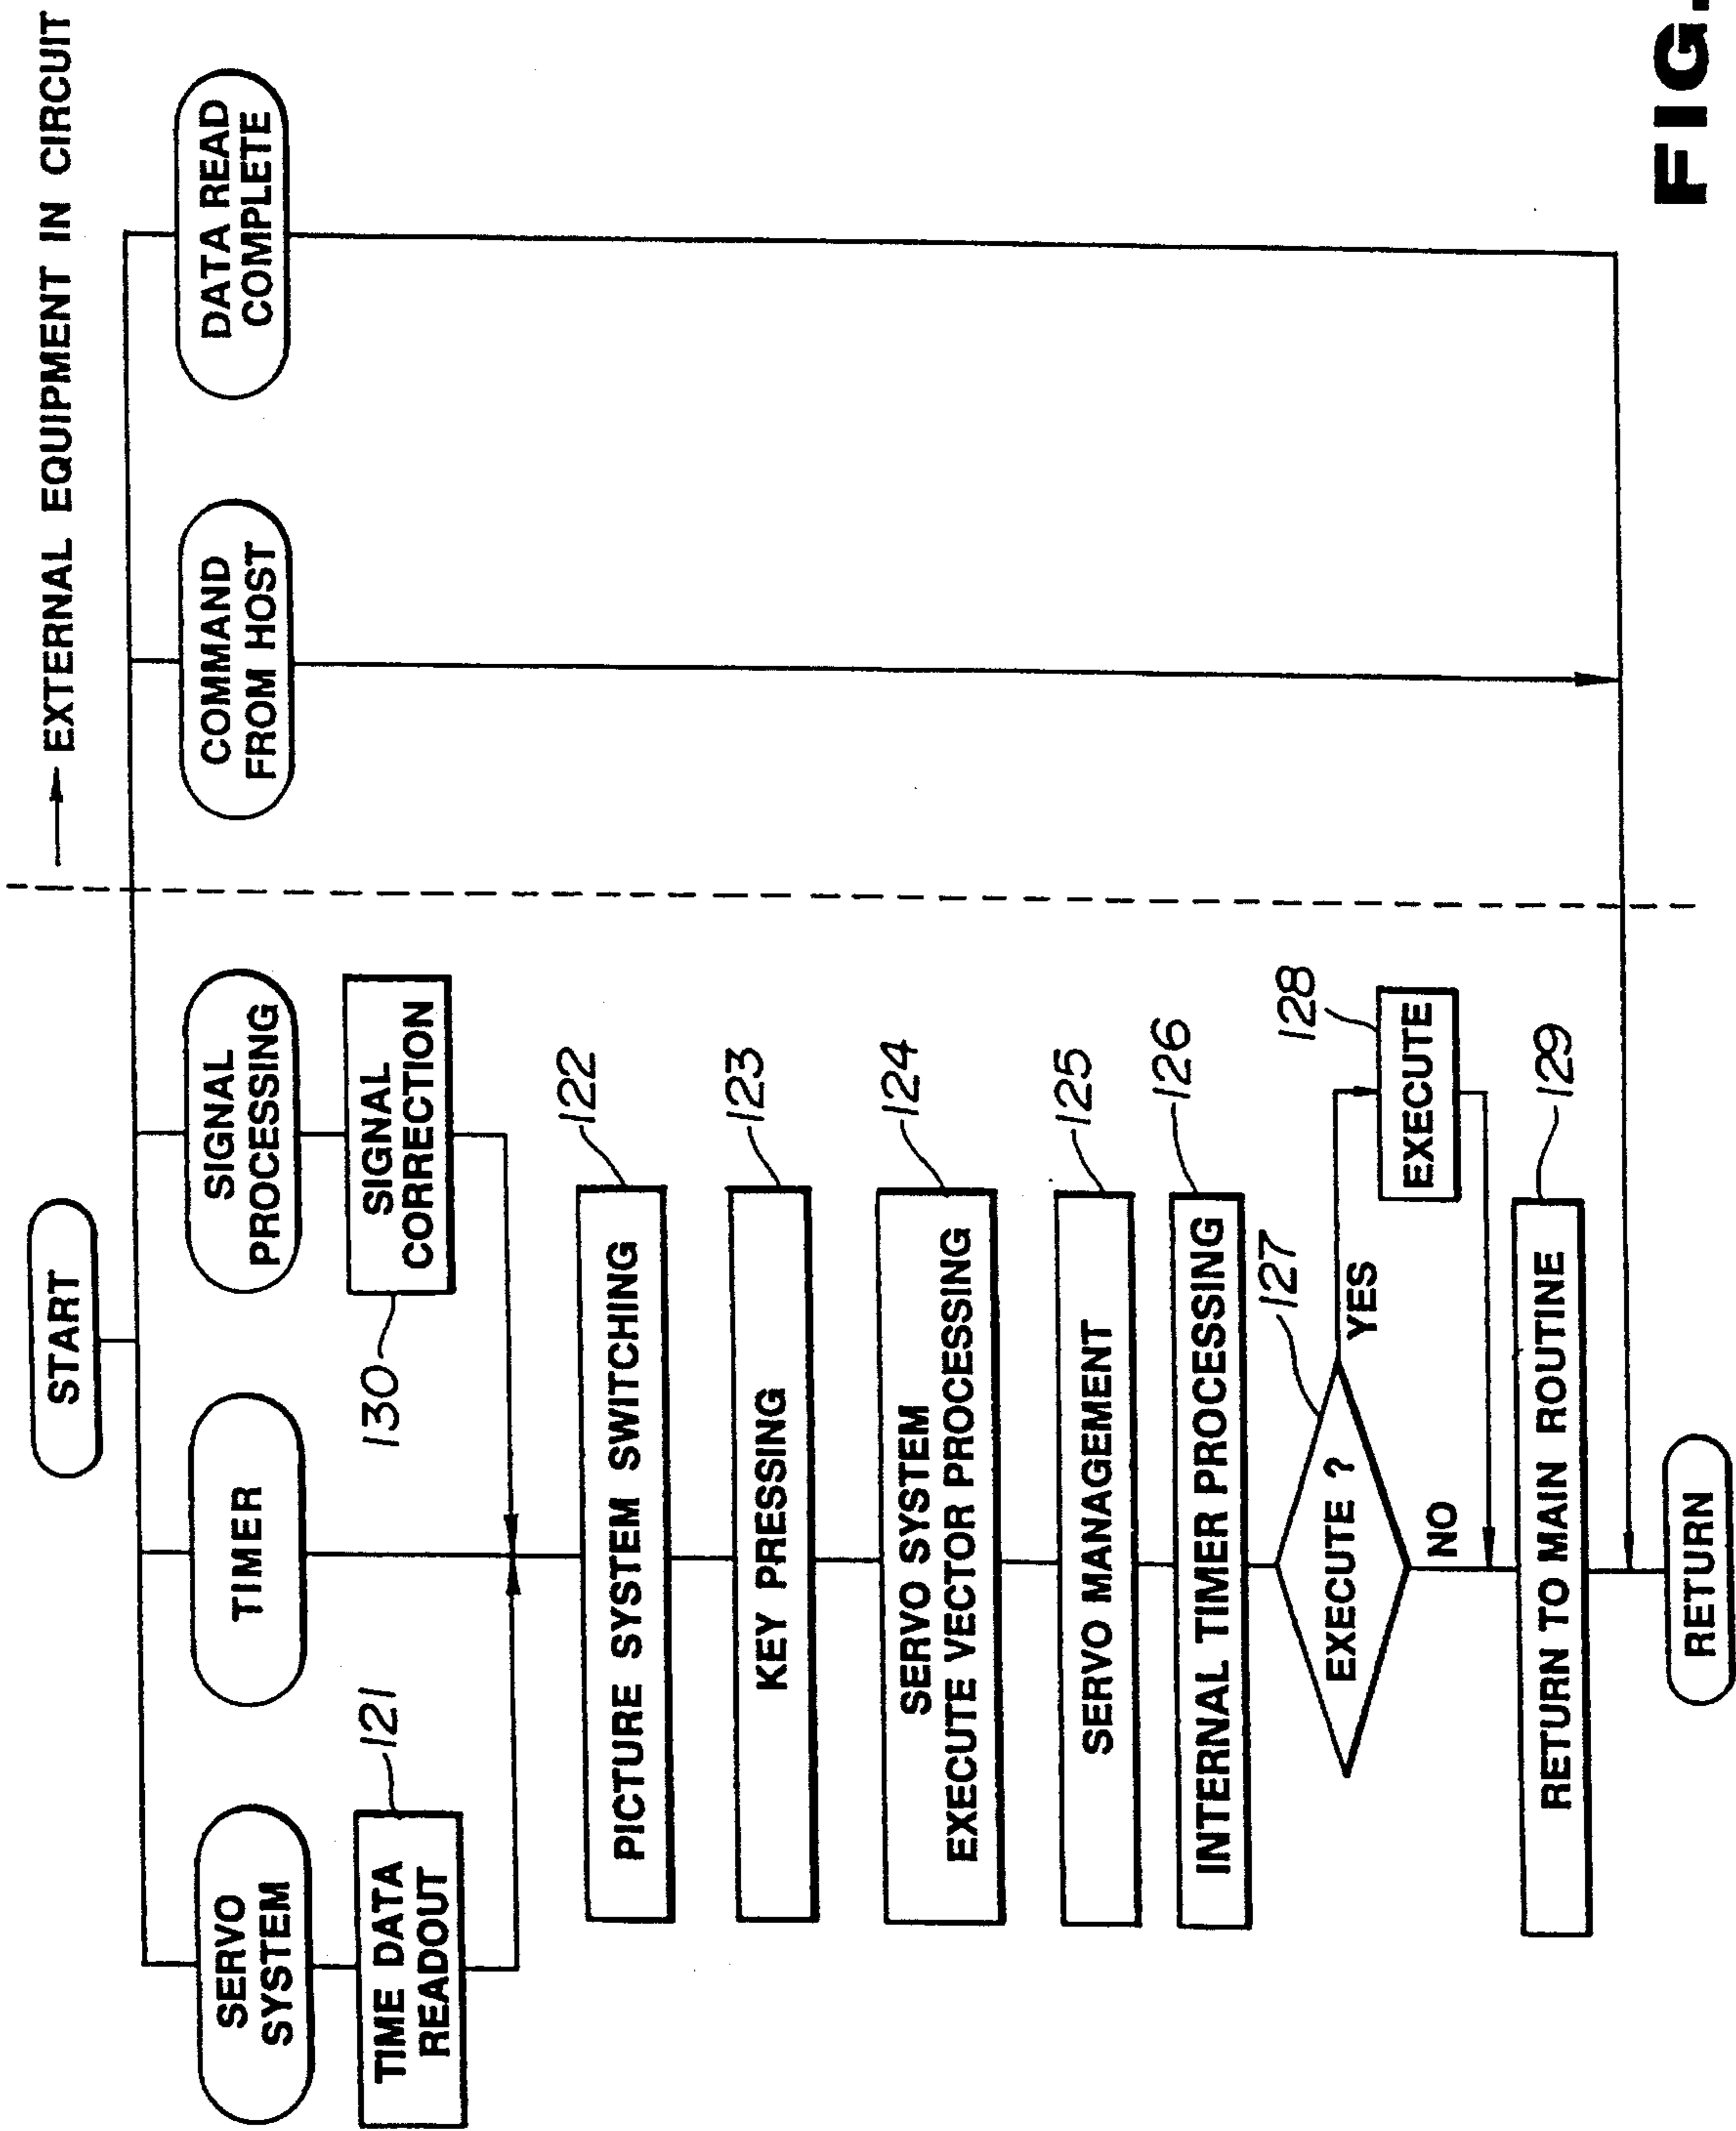 START
EXTERNAL EQUIPMENT IN CIRCUIT
SERVO
SYSTEM
TIMER
SIGNAL
PROCESSING
COMMAND
FROM HOST
DATA READ
COMPLETE
TIME DATA
READOUT
121
130
SIGNAL
CORRECTION
PICTURE SYSTEM SWITCHING
122
KEY PRESSING
123
SERVO SYSTEM
EXECUTE VECTOR PROCESSING
124
SERVO MANAGEMENT
125
INTERNAL TIMER PROCESSING
126
EXECUTE ?
127
YES
EXECUTE
128
NO
RETURN TO MAIN ROUTINE
129
RETURN
FIG.